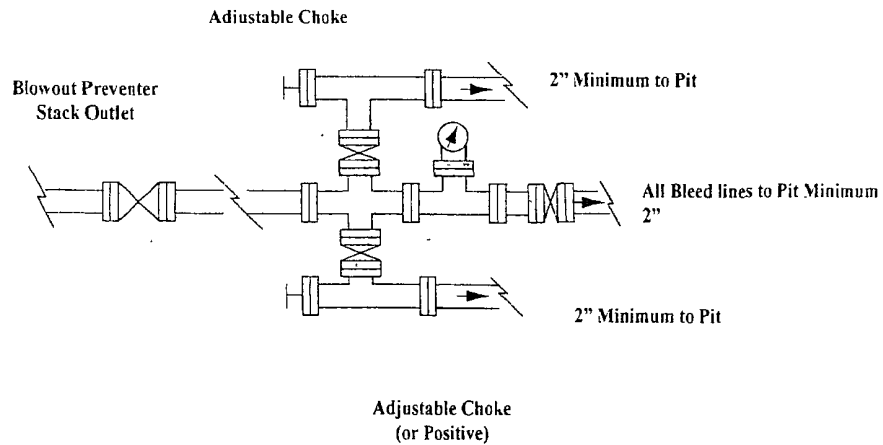 Adjustable Choke
2” Minimum to Pit
Blowout Preventer
Stack Outlet
All Bleed lines to Pit Minimum
2”
2” Minimum to Pit
Adjustable Choke
(or Positive)